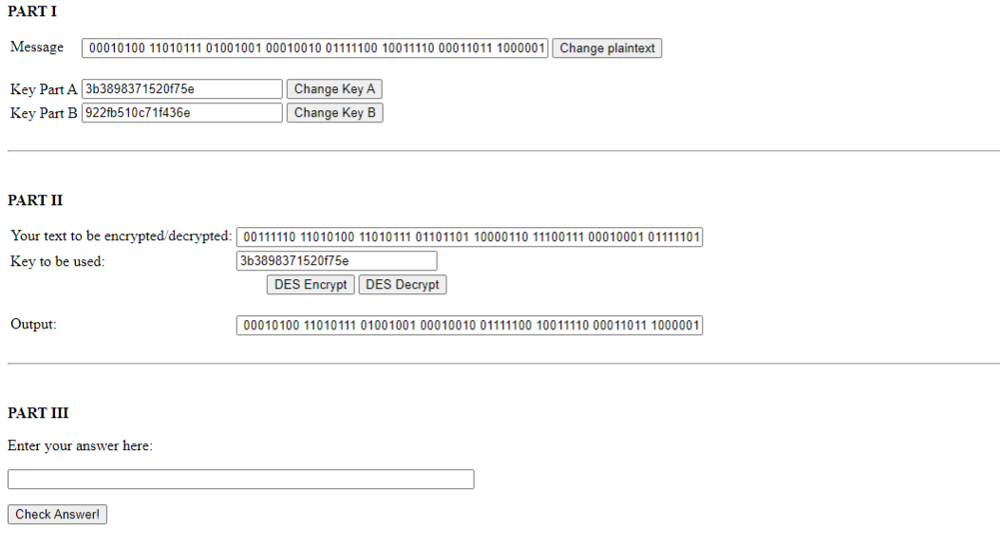 PART I
Message 00010100 11010111 01001001 00010010 01111100 10011110 00011011 1000001 Change plaintext
Key Part A 3b3898371520f75e Change Key A
Key Part B 922fb510c71f436e Change Key B
PART II
Your text to be encrypted/decrypted: 00111110 11010100 11010111 01101101 10000110 11100111 00010001 01111101
Key to be used: 3b3898371520f75e
DES Encrypt DES Decrypt
Output: 00010100 11010111 01001001 00010010 01111100 10011110 00011011 1000001
PART III
Enter your answer here:
Check Answer!